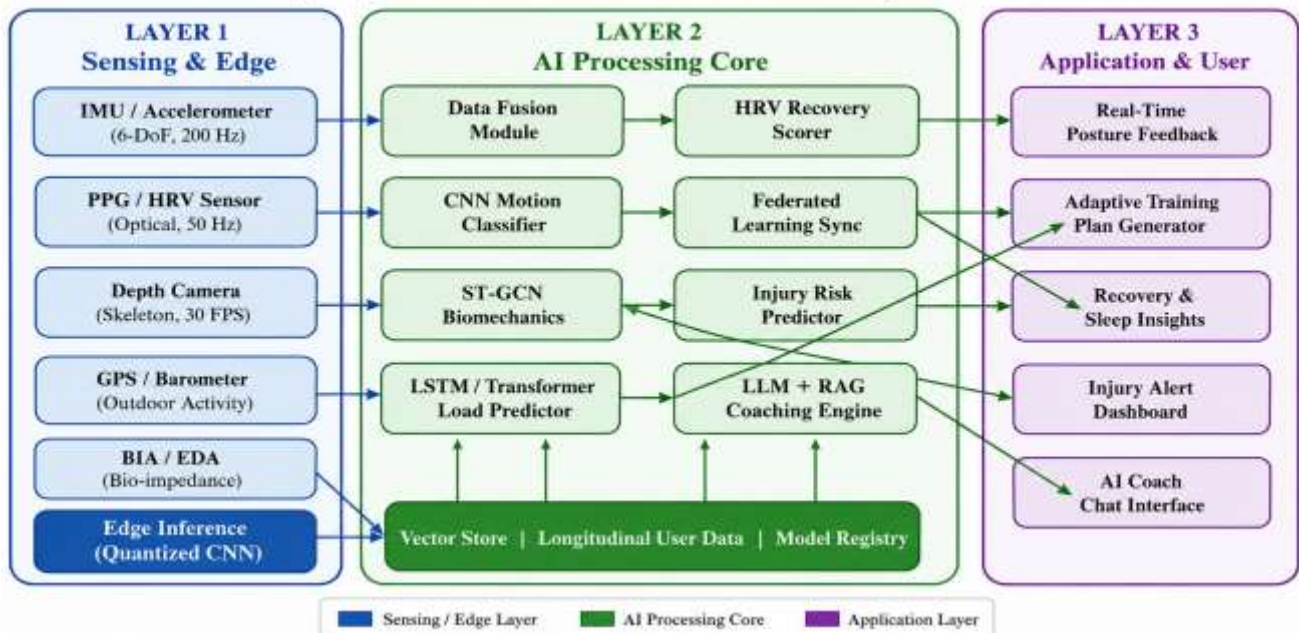 LAYER 1
Sensing & Edge
IMU / Accelerometer
(6-DoF, 200 Hz)
PPG / HRV Sensor
(Optical, 50 Hz)
Depth Camera
(Skeleton, 30 FPS)
GPS / Barometer
(Outdoor Activity)
BIA / EDA
(Bio-impedance)
Edge Inference
(Quantized CNN)
LAYER 2
AI Processing Core
Data Fusion
Module
HRV Recovery
Scorer
CNN Motion
Classifier
Federated
Learning Sync
ST-GCN
Biomechanics
Injury Risk
Predictor
LSTM / Transformer
Load Predictor
LLM + RAG
Coaching Engine
Vector Store | Longitudinal User Data | Model Registry
LAYER 3
Application & User
Real-Time
Posture Feedback
Adaptive Training
Plan Generator
Recovery &
Sleep Insights
Injury Alert
Dashboard
AI Coach
Chat Interface
Sensing / Edge Layer
AI Processing Core
Application Layer